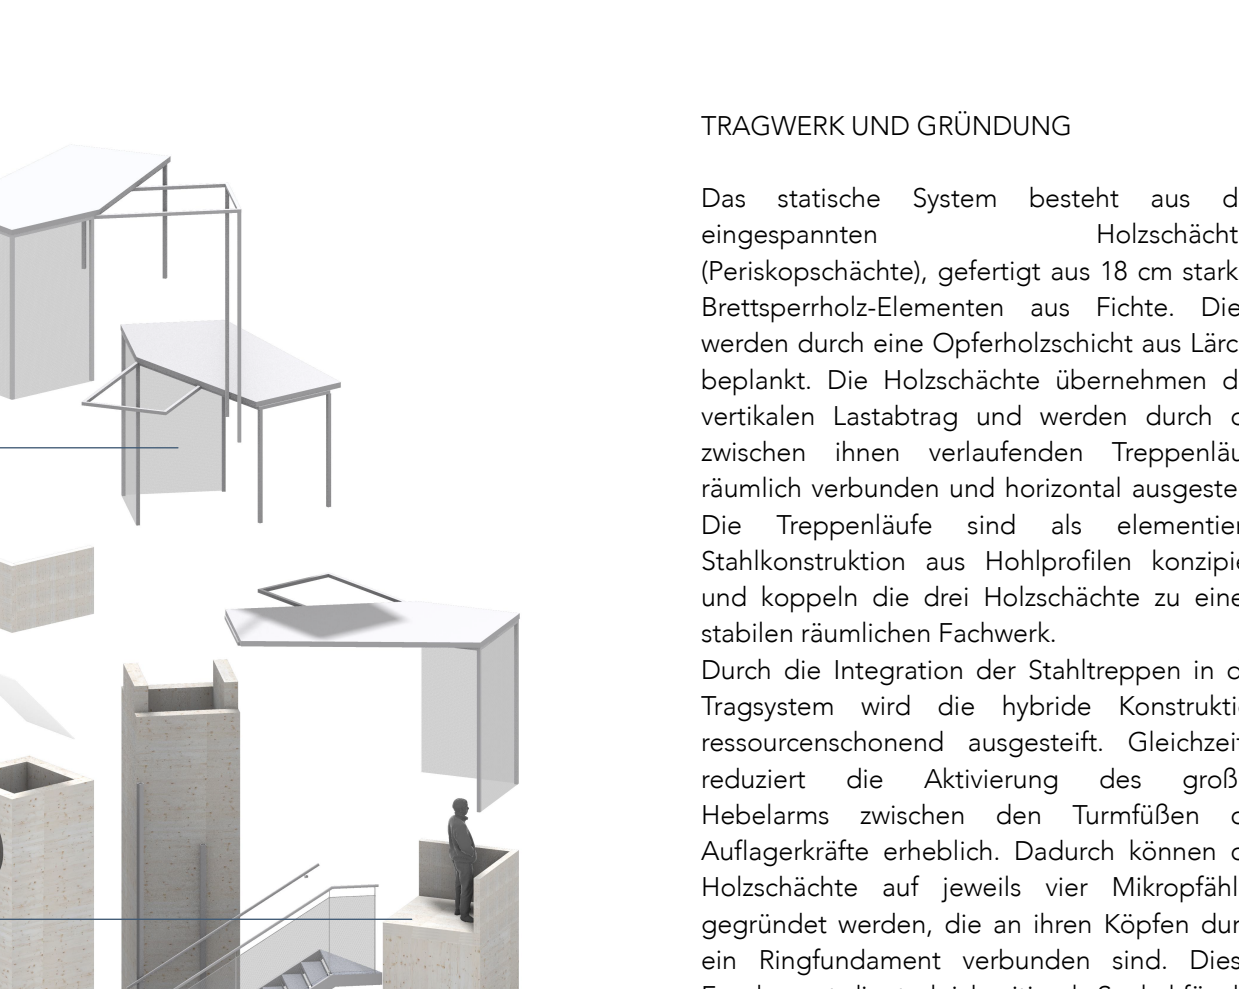 TRAGWERK UND GRÜNDUNG
Das statische System besteht aus d
eingespannten Holzschächt
(Periskopschächte), gefertigt aus 18 cm stark
Brettsperrholz-Elementen aus Fichte. Die
werden durch eine Opferholzschicht aus Lärc
beplankt. Die Holzschächte übernehmen d
vertikalen Lastabtrag und werden durch d
zwischen ihnen verlaufenden Treppenläu
räumlich verbunden und horizontal ausgeste
Die Treppenläufe sind als elementier
Stahlkonstruktion aus Hohlprofilen konzipie
und koppeln die drei Holzschächte zu eine
stabilen räumlichen Fachwerk.
Durch die Integration der Stahltreppen in d
Tragsystem wird die hybride Konstruktio
ressourcenschonend ausgesteift. Gleichzeit
reduziert die Aktivierung des groß
Hebelarms zwischen den Turmfüßen d
Auflagerkräfte erheblich. Dadurch können d
Holzschächte auf jeweils vier Mikropfähl
gegründet werden, die an ihren Köpfen dur
ein Ringfundament verbunden sind. Dies